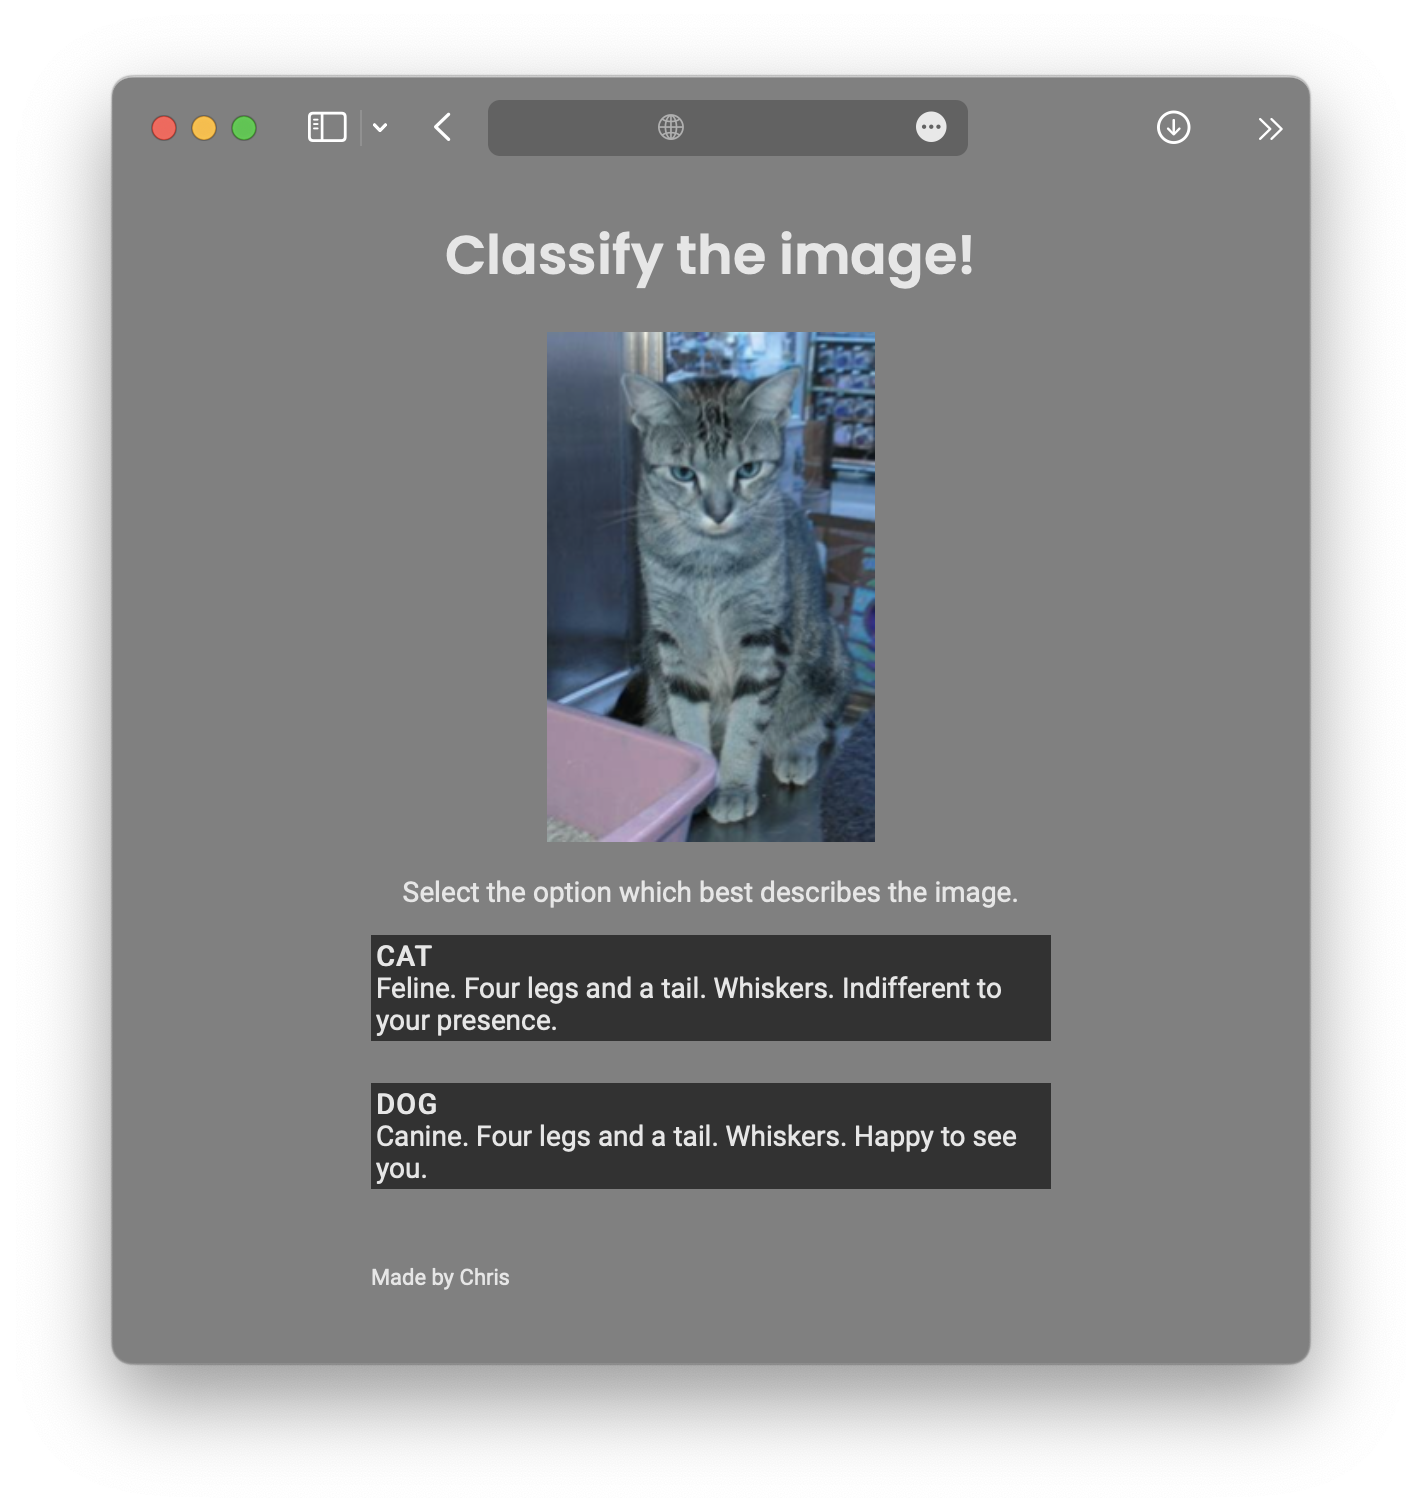 Classify the image!
Select the option which best describes the image.
CAT
Feline. Four legs and a tail. Whiskers. Indifferent to
your presence.
DOG
Canine. Four legs and a tail. Whiskers. Happy to see
you.
Made by Chris